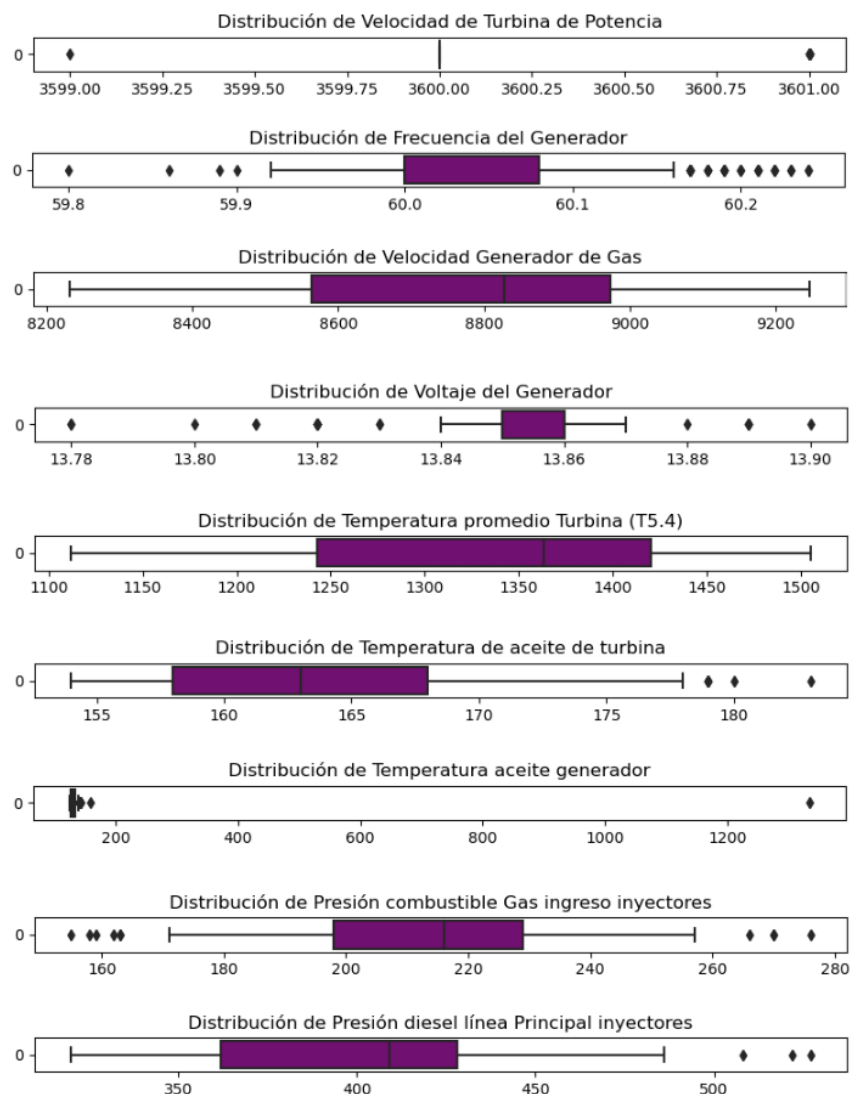 Distribución de Velocidad de Turbina de Potencia
0
3599.00 3599.25 3599.50 3599.75 3600.00 3600.25 3600.50 3600.75 3601.00
Distribución de Frecuencia del Generador
0
59.8 59.9 60.0 60.1 60.2
Distribución de Velocidad Generador de Gas
0
8200 8400 8600 8800 9000 9200
Distribución de Voltaje del Generador
0
13.78 13.80 13.82 13.84 13.86 13.88 13.90
Distribución de Temperatura promedio Turbina (T5.4)
0
1100 1150 1200 1250 1300 1350 1400 1450 1500
Distribución de Temperatura de aceite de turbina
0
155 160 165 170 175 180
Distribución de Temperatura aceite generador
0
200 400 600 800 1000 1200
Distribución de Presión combustible Gas ingreso inyectores
0
160 180 200 220 240 260 280
Distribución de Presión diesel línea Principal inyectores
0
350 400 450 500